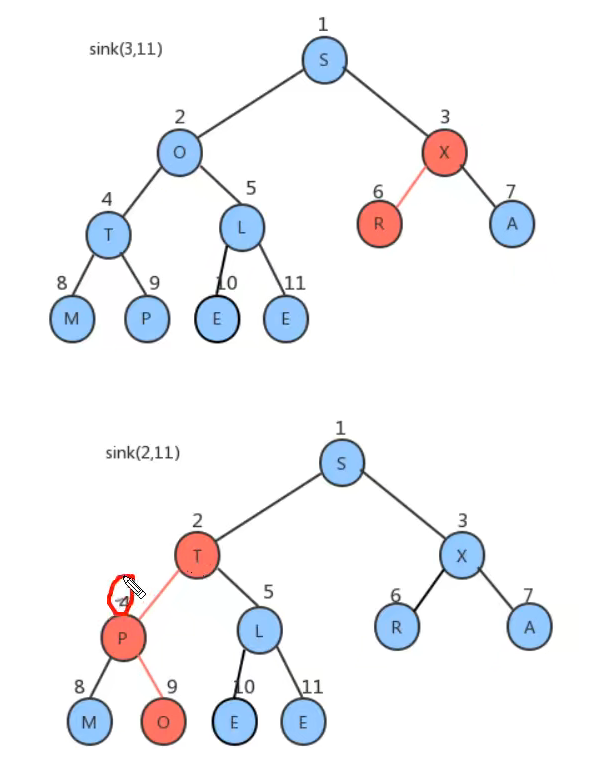 1
sink(3,11)
S
2 3
O X
4 5 6 7
T L R A
8 9 10 11
M P E E
1
sink(2,11)
S
2 3
T X
4 5 6 7
P L R A
8 9 10 11
M O E E